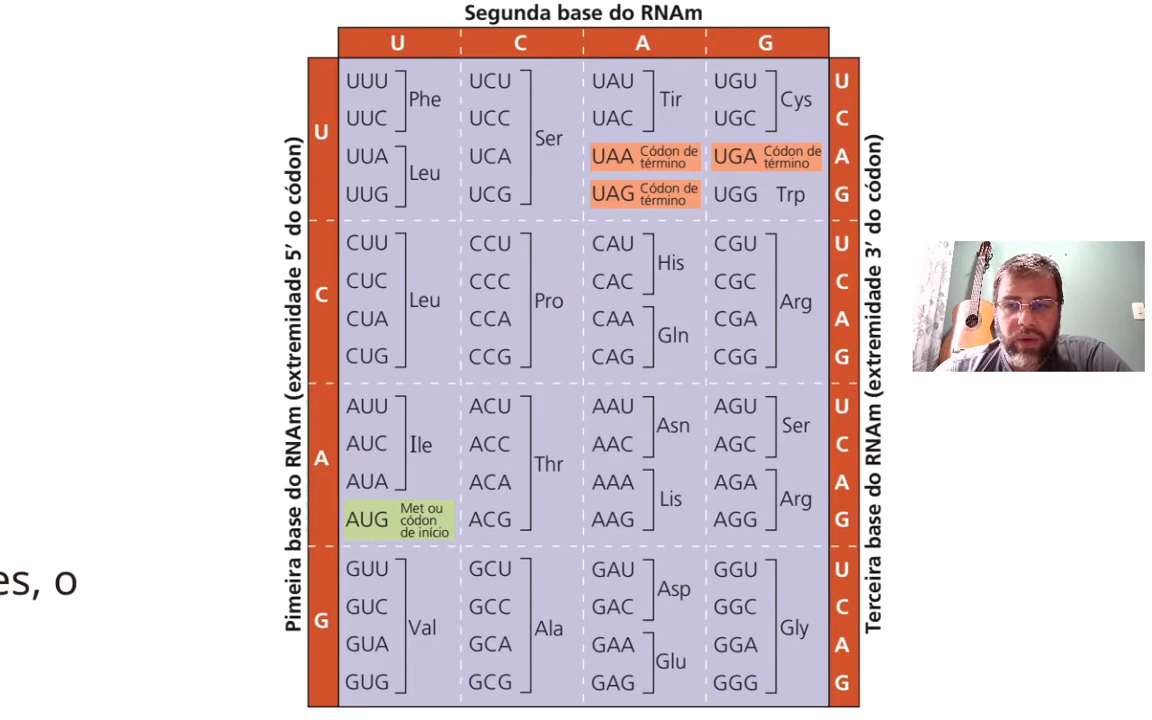 Segunda base do RNAm
U C A G
Pimeira base do RNAm (extremidade 5' do códon)
Terceira base do RNAm (extremidade 3' do códon)
U
UUU
UUC
Phe
UUA
UUG
Leu
UCU
UCC
UCA
UCG
Ser
UAU
UAC
Tir
UAA Códon de
término
UAG Códon de
término
UGU
UGC
Cys
UGA Códon de
término
UGG Trp
U
C
A
G
C
CUU
CUC
CUA
CUG
Leu
CCU
CCC
CCA
CCG
Pro
CAU
CAC
His
CAA
CAG
Gln
CGU
CGC
CGA
CGG
Arg
U
C
A
G
A
AUU
AUC
AUA
Ile
AUG Met ou
códon
de início
ACU
ACC
ACA
ACG
Thr
AAU
AAC
Asn
AAA
AAG
Lis
AGU
AGC
Ser
AGA
AGG
Arg
U
C
A
G
G
GUU
GUC
GUA
GUG
Val
GCU
GCC
GCA
GCG
Ala
GAU
GAC
Asp
GAA
GAG
Glu
GGU
GGC
GGA
GGG
Gly
U
C
A
G
es, o